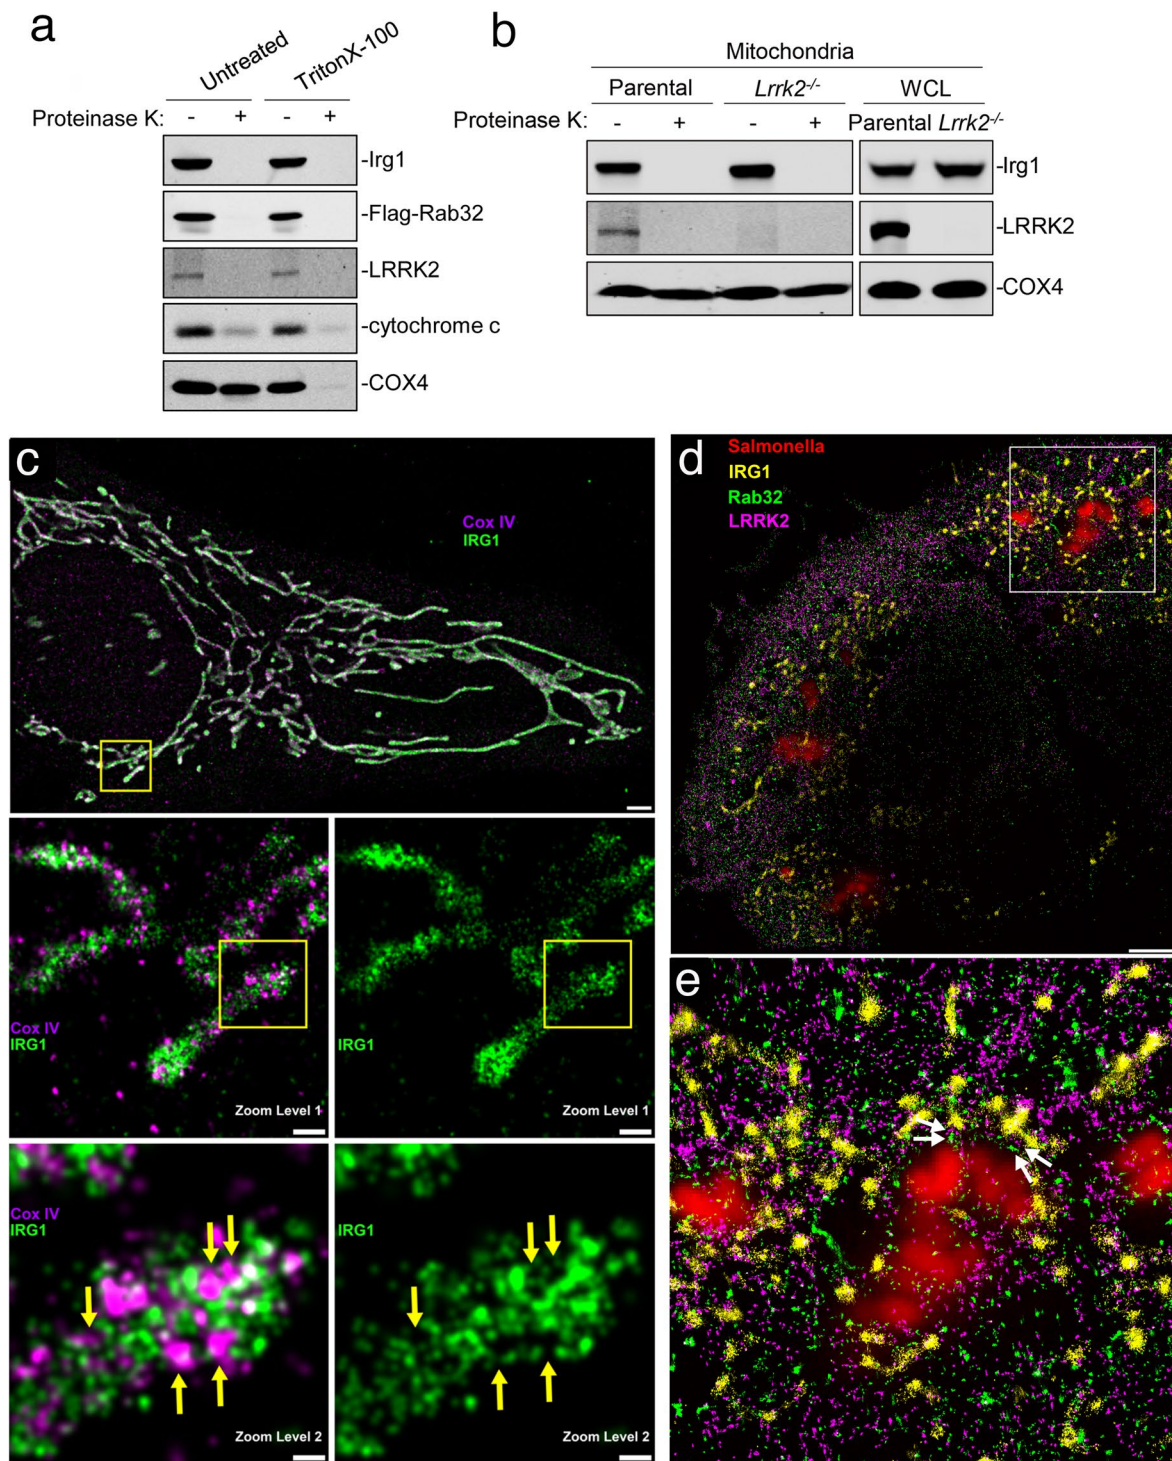 a
Untreated
TritonX-100
Proteinase K: - + - +
-Irg1
-Flag-Rab32
-LRRK2
-cytochrome c
-COX4
b
Mitochondria
Parental Lrrk2-/- WCL
Proteinase K: - + - + Parental Lrrk2-/-
-Irg1
-LRRK2
-COX4
c
Cox IV
IRG1
Cox IV
IRG1
Zoom Level 1
IRG1
Zoom Level 1
Cox IV
IRG1
Zoom Level 2
IRG1
Zoom Level 2
d
Salmonella
IRG1
Rab32
LRRK2
e